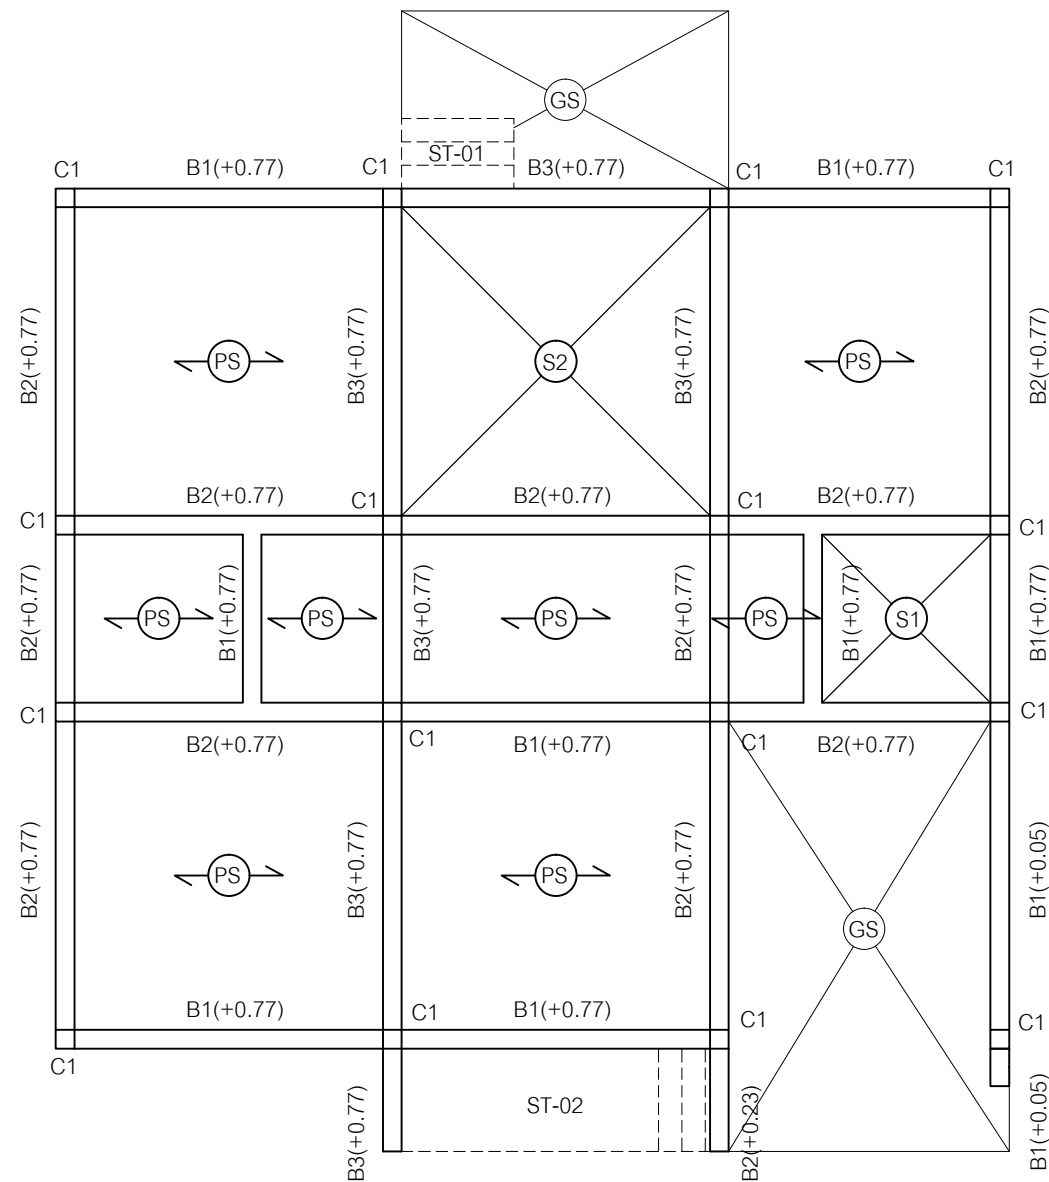 GS
ST-01
C1
B1(+0.77)
C1
B3(+0.77)
C1
B1(+0.77)
C1
B2(+0.77)
PS
B3(+0.77)
S2
B3(+0.77)
PS
B2(+0.77)
C1
B2(+0.77)
C1
B2(+0.77)
C1
B2(+0.77)
C1
B2(+0.77)
PS
B1(+0.77)
PS
B3(+0.77)
PS
B2(+0.77)
PS
B1(+0.77)
S1
B1(+0.77)
C1
B2(+0.77)
C1
B1(+0.77)
C1
B2(+0.77)
C1
B2(+0.77)
PS
B3(+0.77)
PS
B2(+0.77)
GS
B1(+0.05)
B1(+0.77)
C1
B1(+0.77)
C1
C1
C1
B3(+0.77)
ST-02
B2(+0.23)
B1(+0.05)